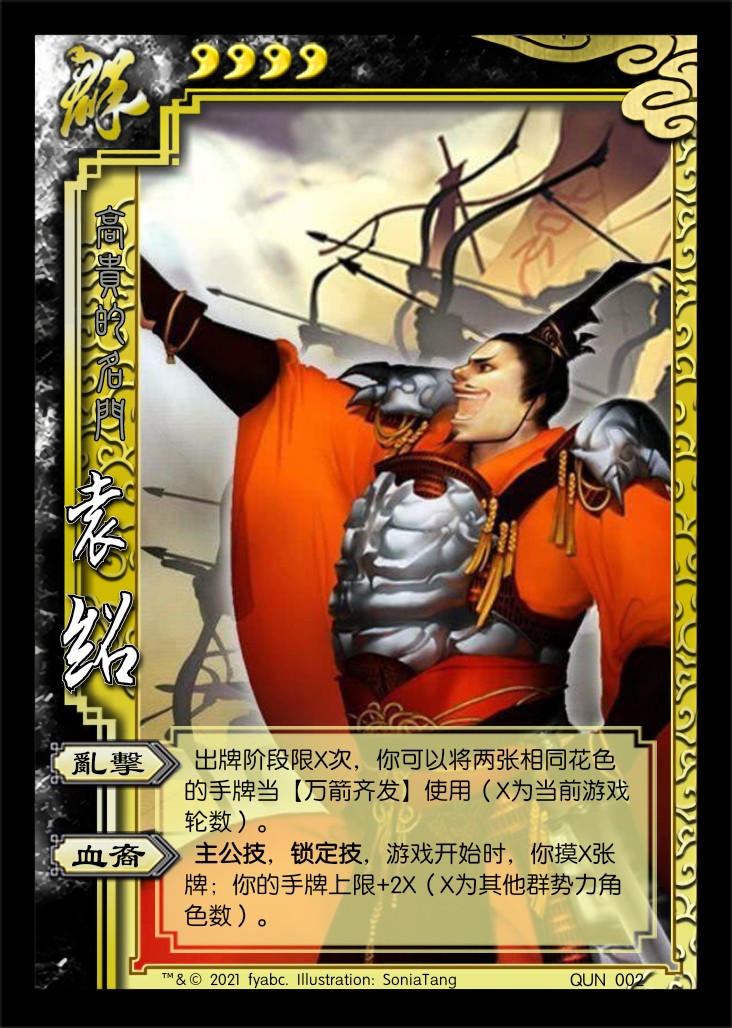 群
高貴的名門
袁绍
亂擊
出牌阶段限X次，你可以将两张相同花色
的手牌当【万箭齐发】使用（X为当前游戏
轮数）。
血裔
主公技，锁定技，游戏开始时，你摸X张
牌；你的手牌上限+2X（X为其他群势力角
色数）。
™&© 2021 fyabc. Illustration: SoniaTang
QUN 002